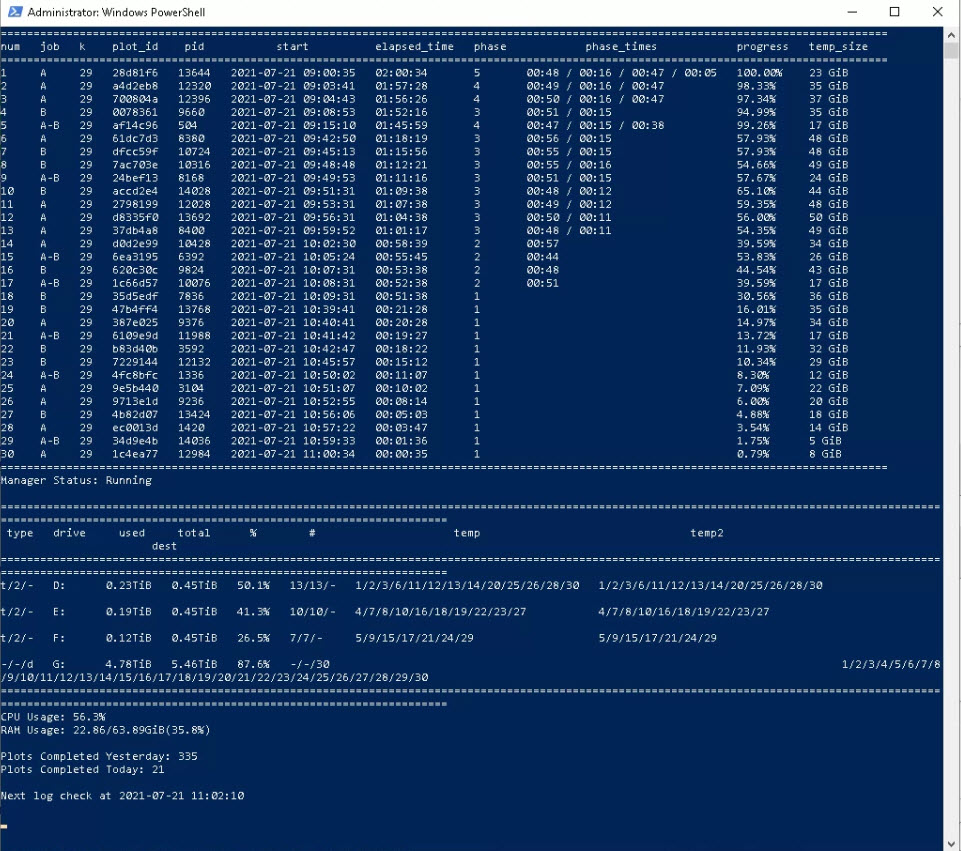 Administrator: Windows PowerShell
num job k plot_id pid start elapsed_time phase phase_times progress temp_size
1 A 29 28d81f6 13644 2021-07-21 09:00:35 02:00:34 5 00:48 / 00:16 / 00:47 / 00:05 100.00% 23 GiB
2 A 29 a4d2eb8 12320 2021-07-21 09:03:41 01:57:28 4 00:49 / 00:16 / 00:47 98.33% 35 GiB
3 A 29 700804a 12396 2021-07-21 09:04:43 01:56:26 4 00:50 / 00:16 / 00:47 97.34% 37 GiB
4 B 29 0078361 9660 2021-07-21 09:08:53 01:52:16 3 00:51 / 00:15 94.99% 35 GiB
5 A-B 29 af14c96 504 2021-07-21 09:15:10 01:45:59 4 00:47 / 00:15 / 00:38 99.26% 17 GiB
6 A 29 61dc7d3 8380 2021-07-21 09:42:50 01:18:19 3 00:56 / 00:15 57.93% 48 GiB
7 B 29 dfcc59f 10724 2021-07-21 09:45:13 01:15:56 3 00:55 / 00:15 57.93% 48 GiB
8 B 29 7ac703e 10316 2021-07-21 09:48:48 01:12:21 3 00:55 / 00:16 54.66% 49 GiB
9 A-B 29 24bef13 8168 2021-07-21 09:49:53 01:11:16 3 00:51 / 00:15 57.67% 24 GiB
10 B 29 accd2e4 14028 2021-07-21 09:51:31 01:09:38 3 00:48 / 00:12 65.10% 44 GiB
11 A 29 2798199 12028 2021-07-21 09:53:31 01:07:38 3 00:49 / 00:12 59.35% 48 GiB
12 A 29 d8335f0 13692 2021-07-21 09:56:31 01:04:38 3 00:50 / 00:11 56.00% 50 GiB
13 A 29 37db4a8 8400 2021-07-21 09:59:52 01:01:17 3 00:48 / 00:11 54.35% 49 GiB
14 A 29 d0d2e99 10428 2021-07-21 10:02:30 00:58:39 2 00:57 39.59% 34 GiB
15 A-B 29 6ea3195 6392 2021-07-21 10:05:24 00:55:45 2 00:44 53.83% 26 GiB
16 B 29 620c30c 9824 2021-07-21 10:07:31 00:53:38 2 00:48 44.54% 43 GiB
17 A-B 29 1c66d57 10076 2021-07-21 10:08:31 00:52:38 2 00:51 39.59% 17 GiB
18 B 29 35d5edf 7836 2021-07-21 10:09:31 00:51:38 1 30.56% 36 GiB
19 B 29 47b4ff4 13768 2021-07-21 10:39:41 00:21:28 1 16.01% 35 GiB
20 A 29 387e025 9376 2021-07-21 10:40:41 00:20:28 1 14.97% 34 GiB
21 A-B 29 6109e9d 11988 2021-07-21 10:41:42 00:19:27 1 13.72% 17 GiB
22 B 29 b83d40b 3592 2021-07-21 10:42:47 00:18:22 1 11.93% 32 GiB
23 B 29 7229144 12132 2021-07-21 10:45:57 00:15:12 1 10.34% 29 GiB
24 A-B 29 4fc8bfc 1336 2021-07-21 10:50:02 00:11:07 1 8.30% 12 GiB
25 A 29 9e5b440 3104 2021-07-21 10:51:07 00:10:02 1 7.09% 22 GiB
26 A 29 9713e1d 9236 2021-07-21 10:52:55 00:08:14 1 6.00% 20 GiB
27 B 29 4b82d07 13424 2021-07-21 10:56:06 00:05:03 1 4.88% 18 GiB
28 A 29 ec0013d 1420 2021-07-21 10:57:22 00:03:47 1 3.54% 14 GiB
29 A-B 29 34d9e4b 14036 2021-07-21 10:59:33 00:01:36 1 1.75% 5 GiB
30 A 29 1c4ea77 12984 2021-07-21 11:00:34 00:00:35 1 0.79% 8 GiB
Manager Status: Running
type drive used total % # temp temp2
dest
t/2/- D: 0.23TiB 0.45TiB 50.1% 13/13/- 1/2/3/6/11/12/13/14/20/25/26/28/30 1/2/3/6/11/12/13/14/20/25/26/28/30
t/2/- E: 0.19TiB 0.45TiB 41.3% 10/10/- 4/7/8/10/16/18/19/22/23/27 4/7/8/10/16/18/19/22/23/27
t/2/- F: 0.12TiB 0.45TiB 26.5% 7/7/- 5/9/15/17/21/24/29 5/9/15/17/21/24/29
-/-/d G: 4.78TiB 5.46TiB 87.6% -/-/30 1/2/3/4/5/6/7/8
/9/10/11/12/13/14/15/16/17/18/19/20/21/22/23/24/25/26/27/28/29/30
CPU Usage: 56.3%
RAM Usage: 22.86/63.89GiB(35.8%)
Plots Completed Yesterday: 335
Plots Completed Today: 21
Next log check at 2021-07-21 11:02:10